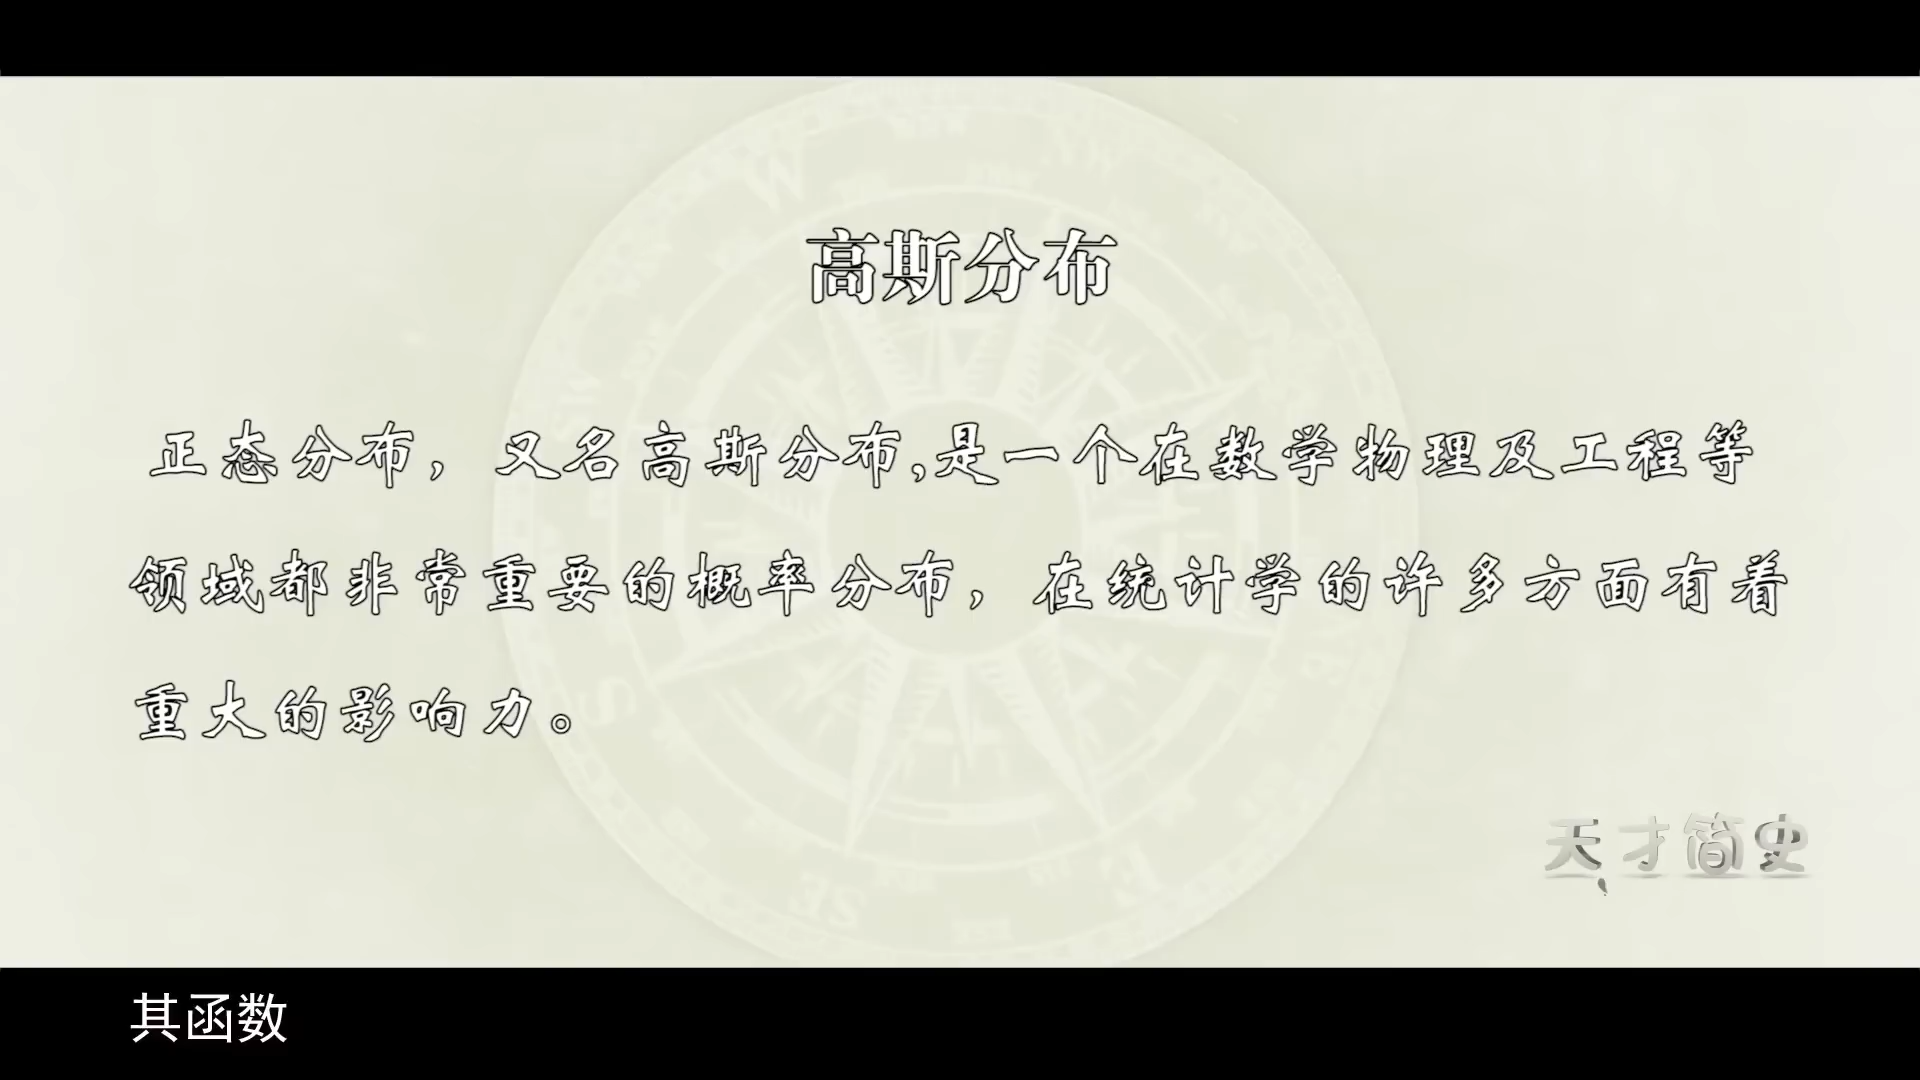 高斯分布
正态分布，又名高斯分布,是一个在数学物理及工程等
领域都非常重要的概率分布，在统计学的许多方面有着
重大的影响力。
天才简史
其函数